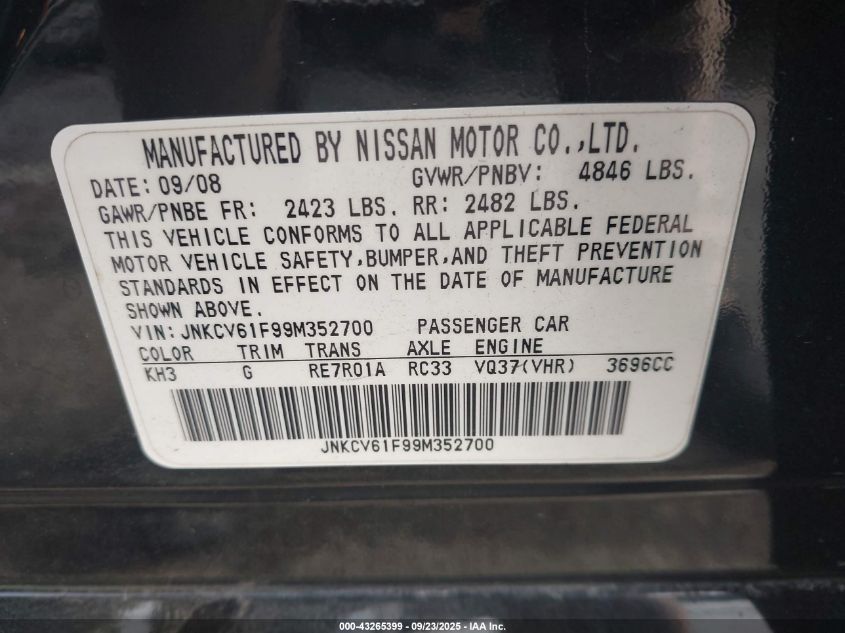 MANUFACTURED BY NISSAN MOTOR CO.,LTD.
DATE: 09/08 GVWR/PNBV: 4846 LBS.
GAWR/PNBE FR: 2423 LBS. RR: 2482 LBS.
THIS VEHICLE CONFORMS TO ALL APPLICABLE FEDERAL
MOTOR VEHICLE SAFETY,BUMPER,AND THEFT PREVENTION
STANDARDS IN EFFECT ON THE DATE OF MANUFACTURE
SHOWN ABOVE.
VIN: JNKCV61F99M352700 PASSENGER CAR
COLOR TRIM TRANS AXLE ENGINE
KH3 G RE7R01A RC33 VQ37(VHR) 3696CC
JNKCV61F99M352700
000-43265399 - 09/23/2025 - IAA Inc.